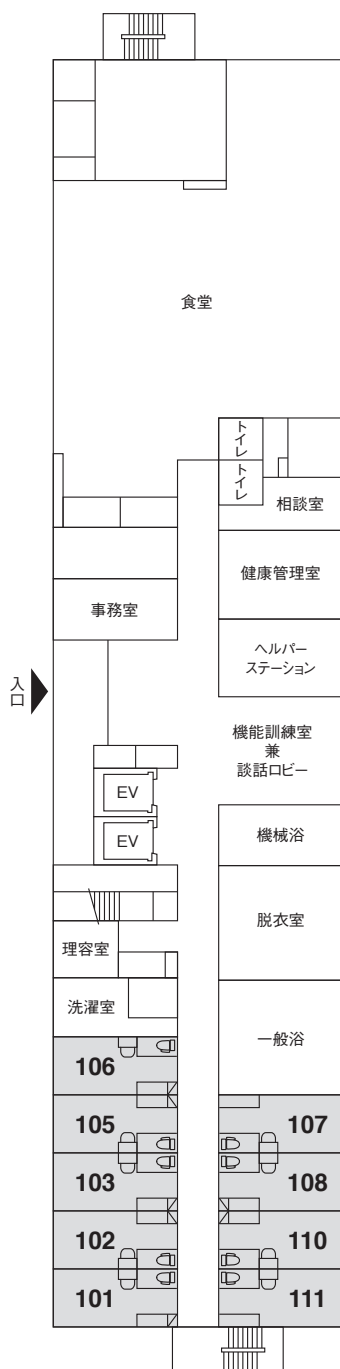 食堂
トイレ
トイレ
相談室
健康管理室
事務室
ヘルパー
ステーション
入口
機能訓練室
兼
談話ロビー
EV
EV
機械浴
脱衣室
理容室
洗濯室
一般浴
106
105
107
103
108
102
110
101
111